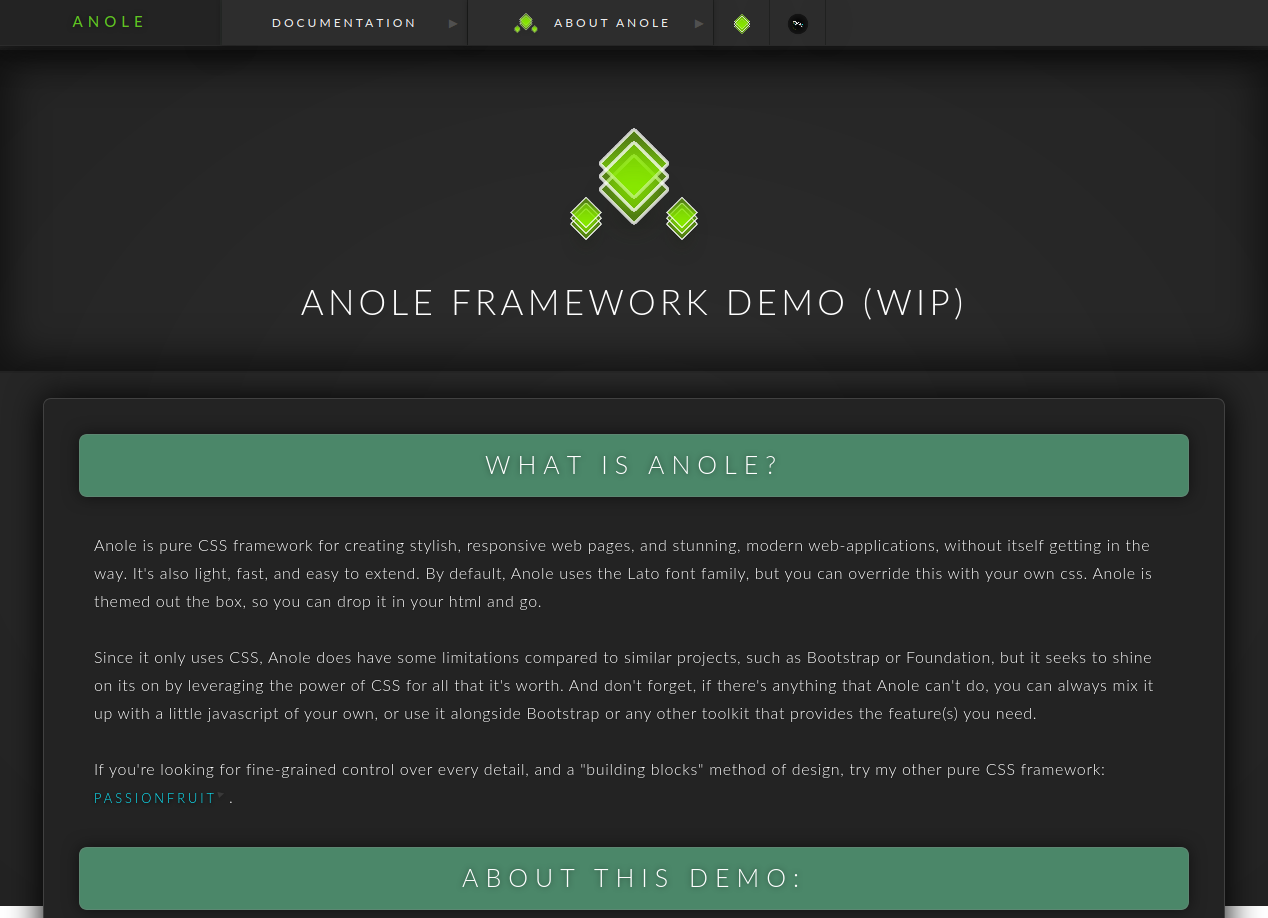 ANOLE
DOCUMENTATION ▶
ABOUT ANOLE ▶
ANOLE FRAMEWORK DEMO (WIP)
WHAT IS ANOLE?
Anole is pure CSS framework for creating stylish, responsive web pages, and stunning, modern web-applications, without itself getting in the
way. It's also light, fast, and easy to extend. By default, Anole uses the Lato font family, but you can override this with your own css. Anole is
themed out the box, so you can drop it in your html and go.
Since it only uses CSS, Anole does have some limitations compared to similar projects, such as Bootstrap or Foundation, but it seeks to shine
on its on by leveraging the power of CSS for all that it's worth. And don't forget, if there's anything that Anole can't do, you can always mix it
up with a little javascript of your own, or use it alongside Bootstrap or any other toolkit that provides the feature(s) you need.
If you're looking for fine-grained control over every detail, and a "building blocks" method of design, try my other pure CSS framework:
PASSIONFRUIT .
ABOUT THIS DEMO: